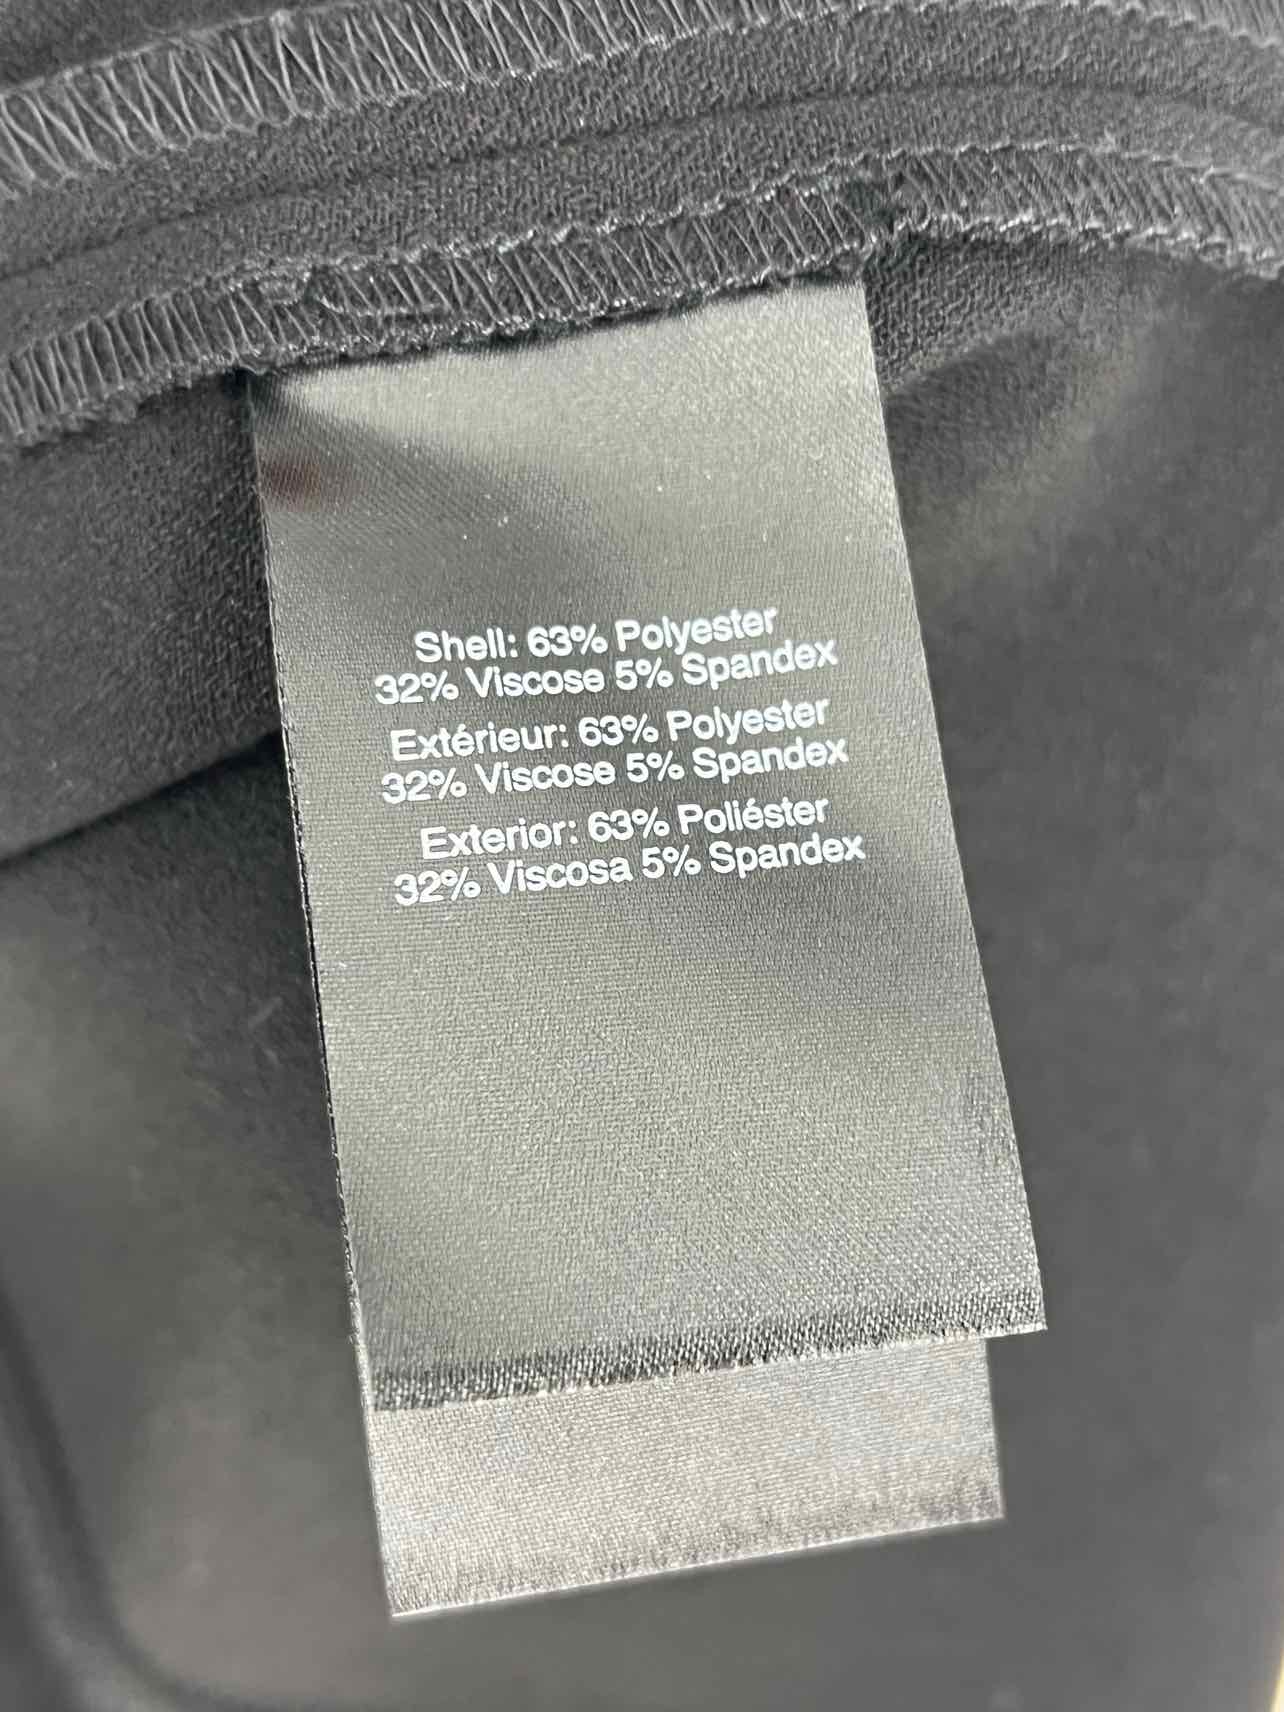 Shell: 63% Polyester
32% Viscose 5% Spandex
Extérieur: 63% Polyester
32% Viscose 5% Spandex
Exterior: 63% Poliéster
32% Viscosa 5% Spandex